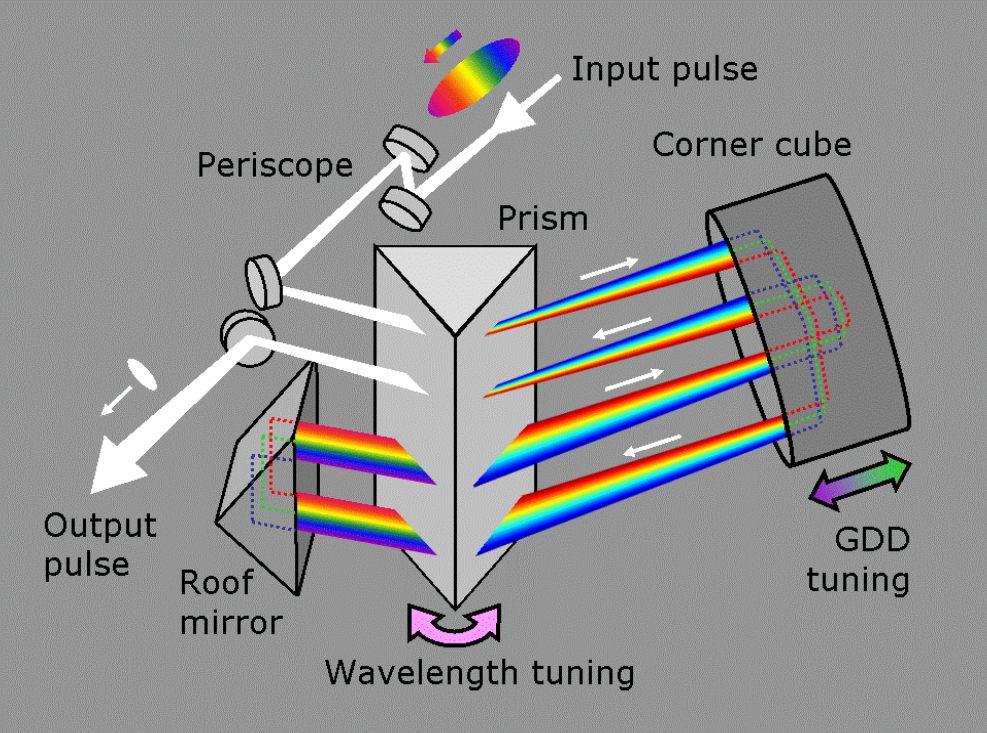 Input pulse
Corner cube
Periscope
Prism
Output
pulse
Roof
mirror
GDD
tuning
Wavelength tuning